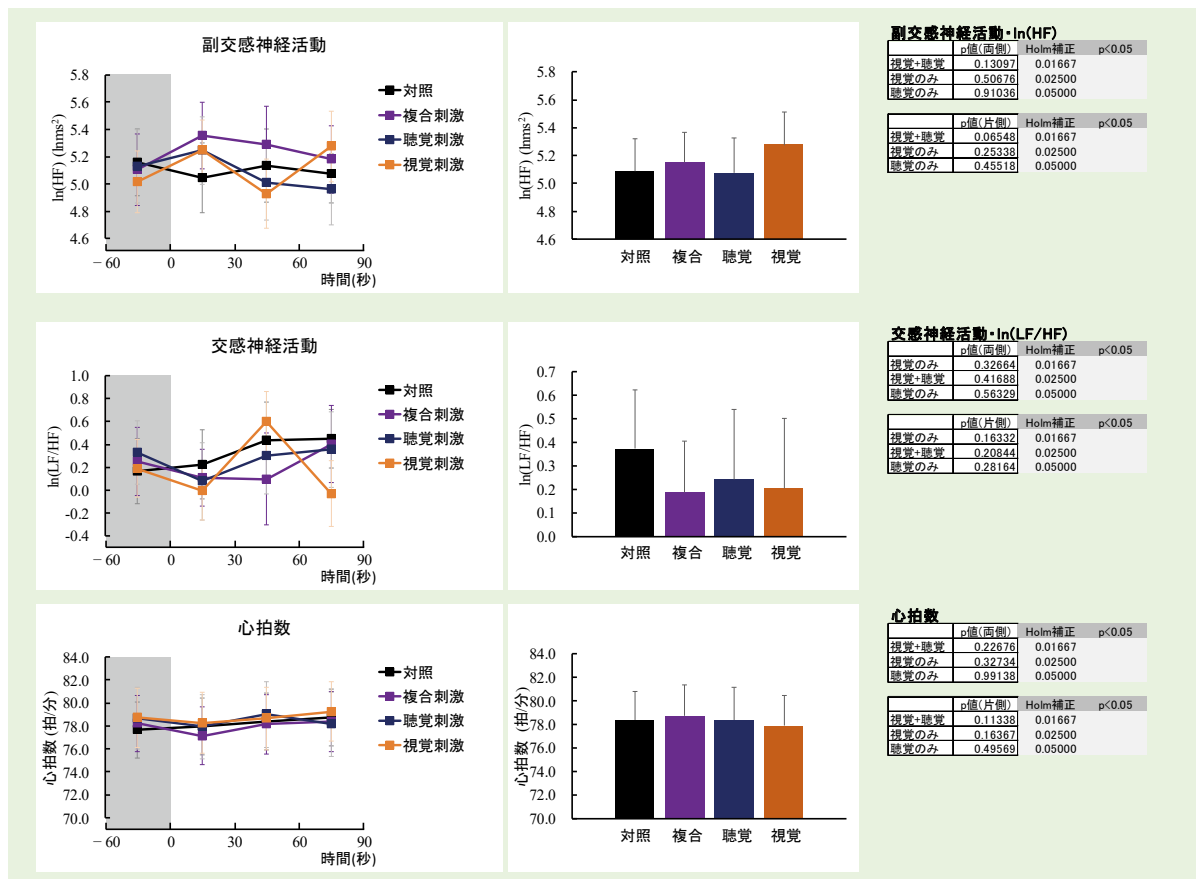 副交感神経活動
5.8
5.6
5.4
5.2
5.0
4.8
4.6
ln(HF) (lnms²)
-60 0 30 60 90
時間(秒)
対照
複合刺激
聴覚刺激
視覚刺激
5.8
5.6
5.4
5.2
5.0
4.8
4.6
ln(HF) (lnms²)
対照 複合 聴覚 視覚
副交感神経活動・ln(HF)
p値(両側) Holm補正 p<0.05
視覚+聴覚 0.13097 0.01667
視覚のみ 0.50676 0.02500
聴覚のみ 0.91036 0.05000
p値(片側) Holm補正 p<0.05
視覚+聴覚 0.06548 0.01667
視覚のみ 0.25338 0.02500
聴覚のみ 0.45518 0.05000
交感神経活動
1.0
0.8
0.6
0.4
0.2
0.0
-0.2
-0.4
ln(LF/HF)
-60 0 30 60 90
時間(秒)
対照
複合刺激
聴覚刺激
視覚刺激
0.7
0.6
0.5
0.4
0.3
0.2
0.1
0.0
ln(LF/HF)
対照 複合 聴覚 視覚
交感神経活動・ln(LF/HF)
p値(両側) Holm補正 p<0.05
視覚のみ 0.32664 0.01667
視覚+聴覚 0.41688 0.02500
聴覚のみ 0.56329 0.05000
p値(片側) Holm補正 p<0.05
視覚のみ 0.16332 0.01667
視覚+聴覚 0.20844 0.02500
聴覚のみ 0.28164 0.05000
心拍数
84.0
82.0
80.0
78.0
76.0
74.0
72.0
70.0
心拍数 (拍/分)
-60 0 30 60 90
時間(秒)
対照
複合刺激
聴覚刺激
視覚刺激
84.0
82.0
80.0
78.0
76.0
74.0
72.0
70.0
心拍数 (拍/分)
対照 複合 聴覚 視覚
心拍数
p値(両側) Holm補正 p<0.05
視覚+聴覚 0.22676 0.01667
視覚のみ 0.32734 0.02500
聴覚のみ 0.99138 0.05000
p値(片側) Holm補正 p<0.05
視覚+聴覚 0.11338 0.01667
視覚のみ 0.16367 0.02500
聴覚のみ 0.49569 0.05000